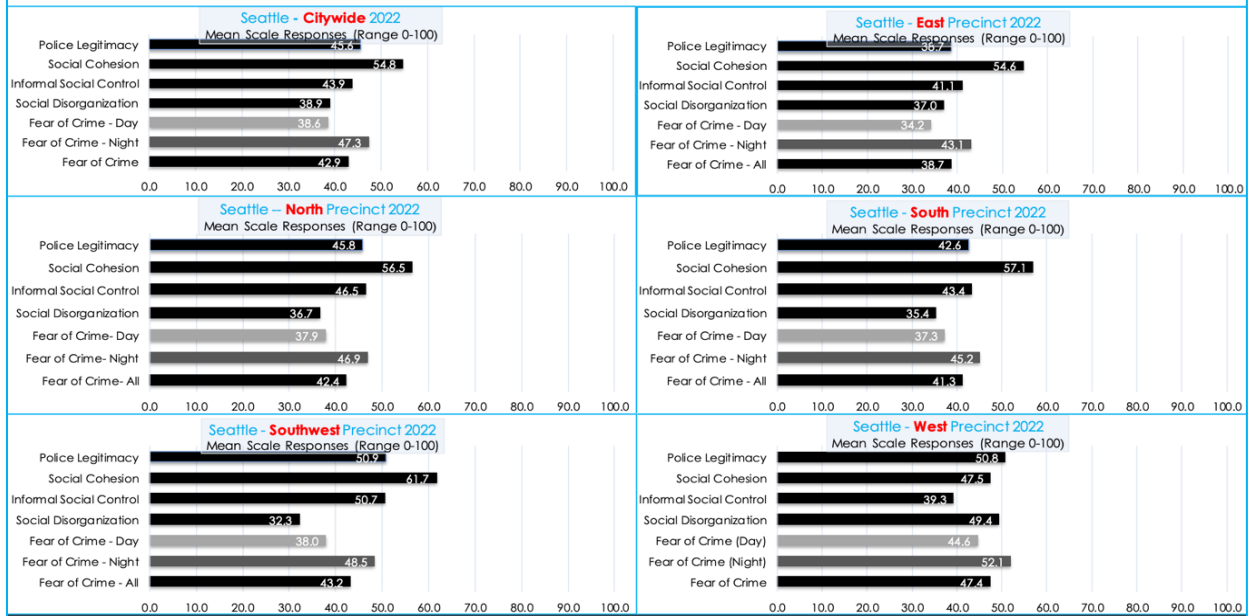 Seattle - Citywide 2022
Mean Scale Responses (Range 0-100)
Police Legitimacy 45.6
Social Cohesion 54.8
Informal Social Control 43.9
Social Disorganization 38.9
Fear of Crime - Day 38.6
Fear of Crime - Night 47.3
Fear of Crime 42.9
0.0 10.0 20.0 30.0 40.0 50.0 60.0 70.0 80.0 90.0 100.0
Seattle - East Precinct 2022
Mean Scale Responses (Range 0-100)
Police Legitimacy 38.7
Social Cohesion 54.6
Informal Social Control 41.1
Social Disorganization 37.0
Fear of Crime - Day 34.2
Fear of Crime - Night 43.1
Fear of Crime - All 38.7
0.0 10.0 20.0 30.0 40.0 50.0 60.0 70.0 80.0 90.0 100.0
Seattle – North Precinct 2022
Mean Scale Responses (Range 0-100)
Police Legitimacy 45.8
Social Cohesion 56.5
Informal Social Control 46.5
Social Disorganization 36.7
Fear of Crime- Day 37.9
Fear of Crime- Night 46.9
Fear of Crime- All 42.4
0.0 10.0 20.0 30.0 40.0 50.0 60.0 70.0 80.0 90.0 100.0
Seattle - South Precinct 2022
Mean Scale Responses (Range 0-100)
Police Legitimacy 42.6
Social Cohesion 57.1
Informal Social Control 43.4
Social Disorganization 35.4
Fear of Crime - Day 37.3
Fear of Crime - Night 45.2
Fear of Crime - All 41.3
0.0 10.0 20.0 30.0 40.0 50.0 60.0 70.0 80.0 90.0 100.0
Seattle - Southwest Precinct 2022
Mean Scale Responses (Range 0-100)
Police Legitimacy 50.9
Social Cohesion 61.7
Informal Social Control 50.7
Social Disorganization 32.3
Fear of Crime - Day 38.0
Fear of Crime - Night 48.5
Fear of Crime - All 43.2
0.0 10.0 20.0 30.0 40.0 50.0 60.0 70.0 80.0 90.0 100.0
Seattle - West Precinct 2022
Mean Scale Responses (Range 0-100)
Police Legitimacy 50.8
Social Cohesion 47.5
Informal Social Control 39.3
Social Disorganization 49.4
Fear of Crime (Day) 44.6
Fear of Crime (Night) 52.1
Fear of Crime 47.4
0.0 10.0 20.0 30.0 40.0 50.0 60.0 70.0 80.0 90.0 100.0